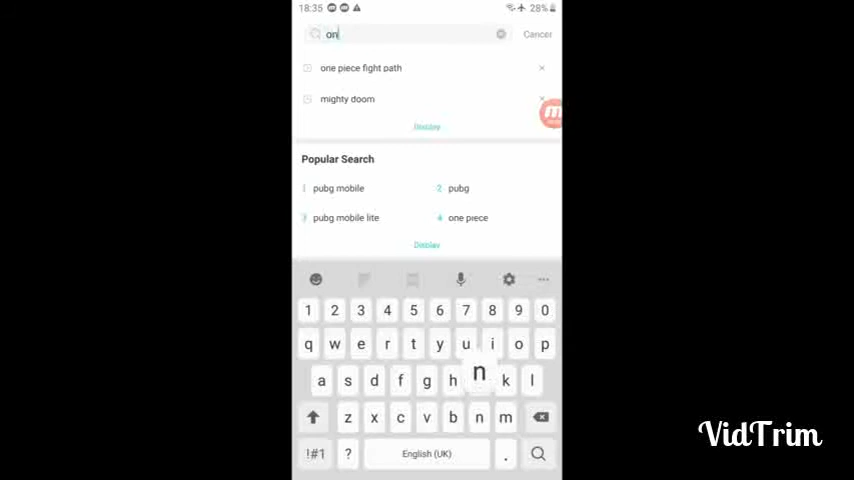 18:35 28%
on Cancer
one piece fight path
mighty doom
Display
Popular Search
1 pubg mobile 2 pubg
3 pubg mobile lite 4 one piece
Display
1 2 3 4 5 6 7 8 9 0
q w e r t y u i o p
a s d f g h n k l
z x c v b n m
!#1 ? English (UK) .
VidTrim